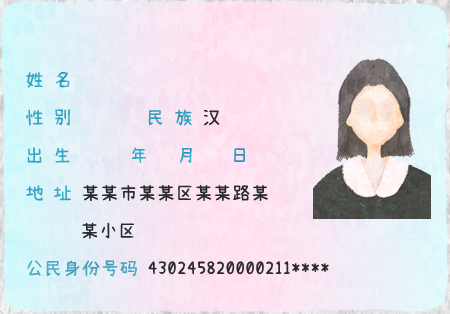 姓 名
性 别 民 族 汉
出 生 年 月 日
地 址 某某市某某区某某路某
某小区
公民身份号码 430245820000211****